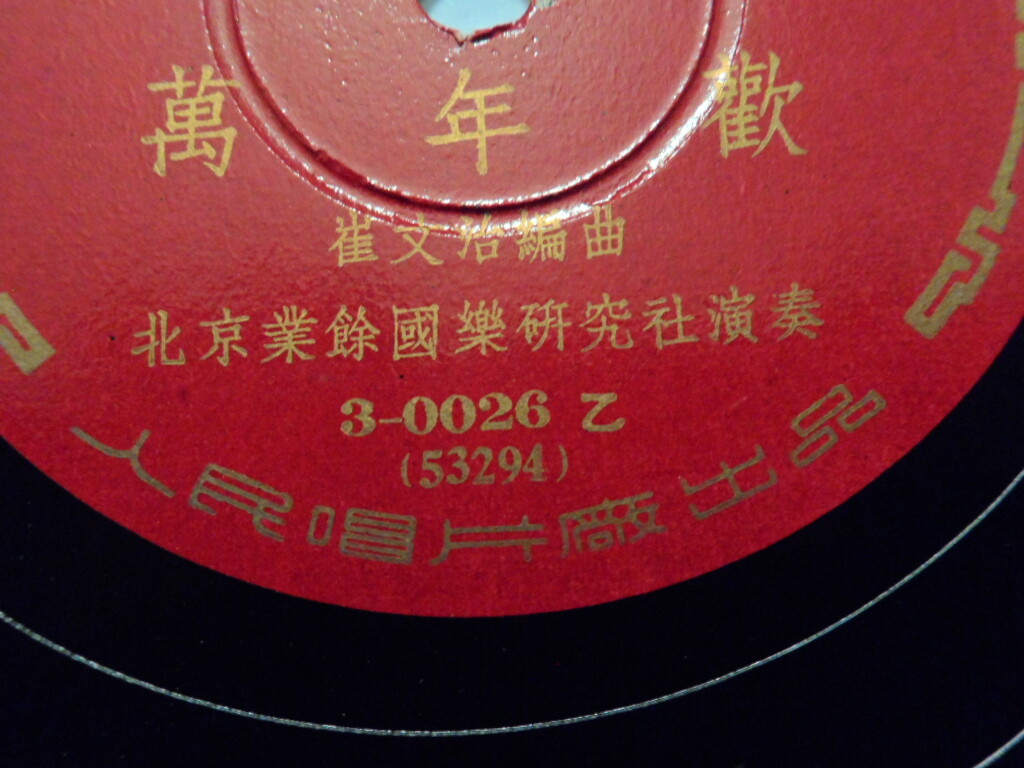 萬年歡
崔文治編曲
北京業餘國樂研究社演奏
3-0026 乙
(53294)
人民唱片廠出品